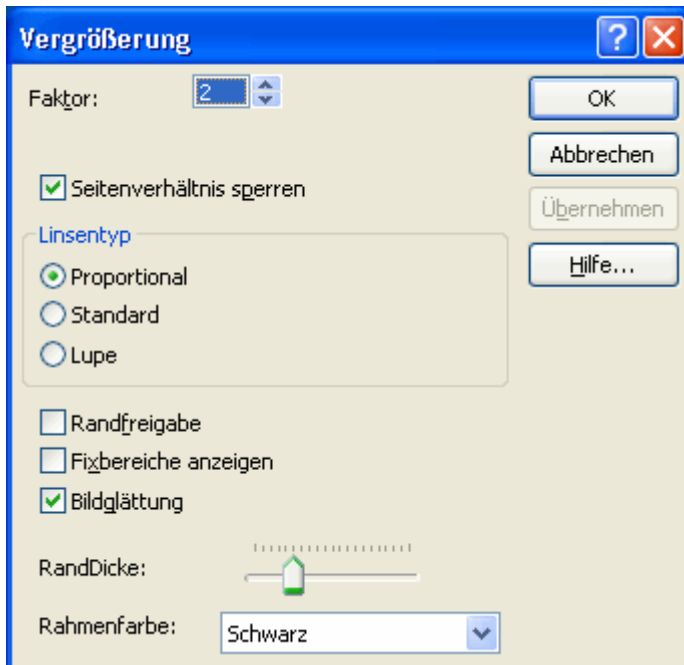 Vergrößerung
Faktor: 2
OK
Abbrechen
Seitenverhältnis sperren
Übernehmen
Linsentyp
Hilfe...
Proportional
Standard
Lupe
Randfreigabe
Fixbereiche anzeigen
Bildglättung
RandDicke:
Rahmenfarbe: Schwarz